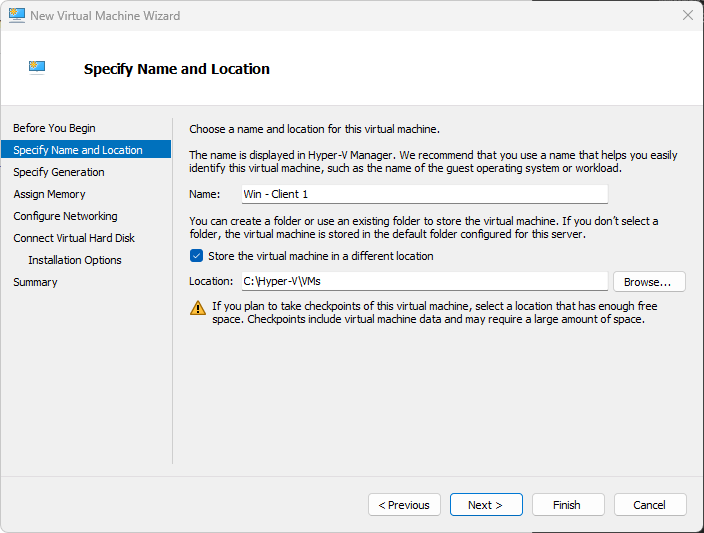 New Virtual Machine Wizard
Specify Name and Location
Before You Begin
Specify Name and Location
Specify Generation
Assign Memory
Configure Networking
Connect Virtual Hard Disk
Installation Options
Summary
Choose a name and location for this virtual machine.
The name is displayed in Hyper-V Manager. We recommend that you use a name that helps you easily
identify this virtual machine, such as the name of the guest operating system or workload.
Name: Win - Client 1
You can create a folder or use an existing folder to store the virtual machine. If you don't select a
folder, the virtual machine is stored in the default folder configured for this server.
Store the virtual machine in a different location
Location: C:\Hyper-V\VMs Browse...
If you plan to take checkpoints of this virtual machine, select a location that has enough free
space. Checkpoints include virtual machine data and may require a large amount of space.
< Previous Next > Finish Cancel